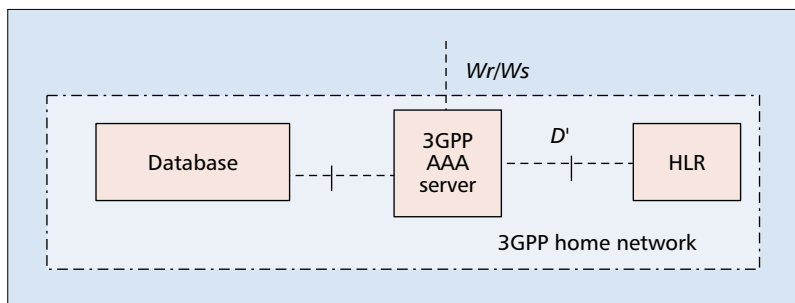 Wr/Ws
Database
3GPP
AAA
server
D'
HLR
3GPP home network